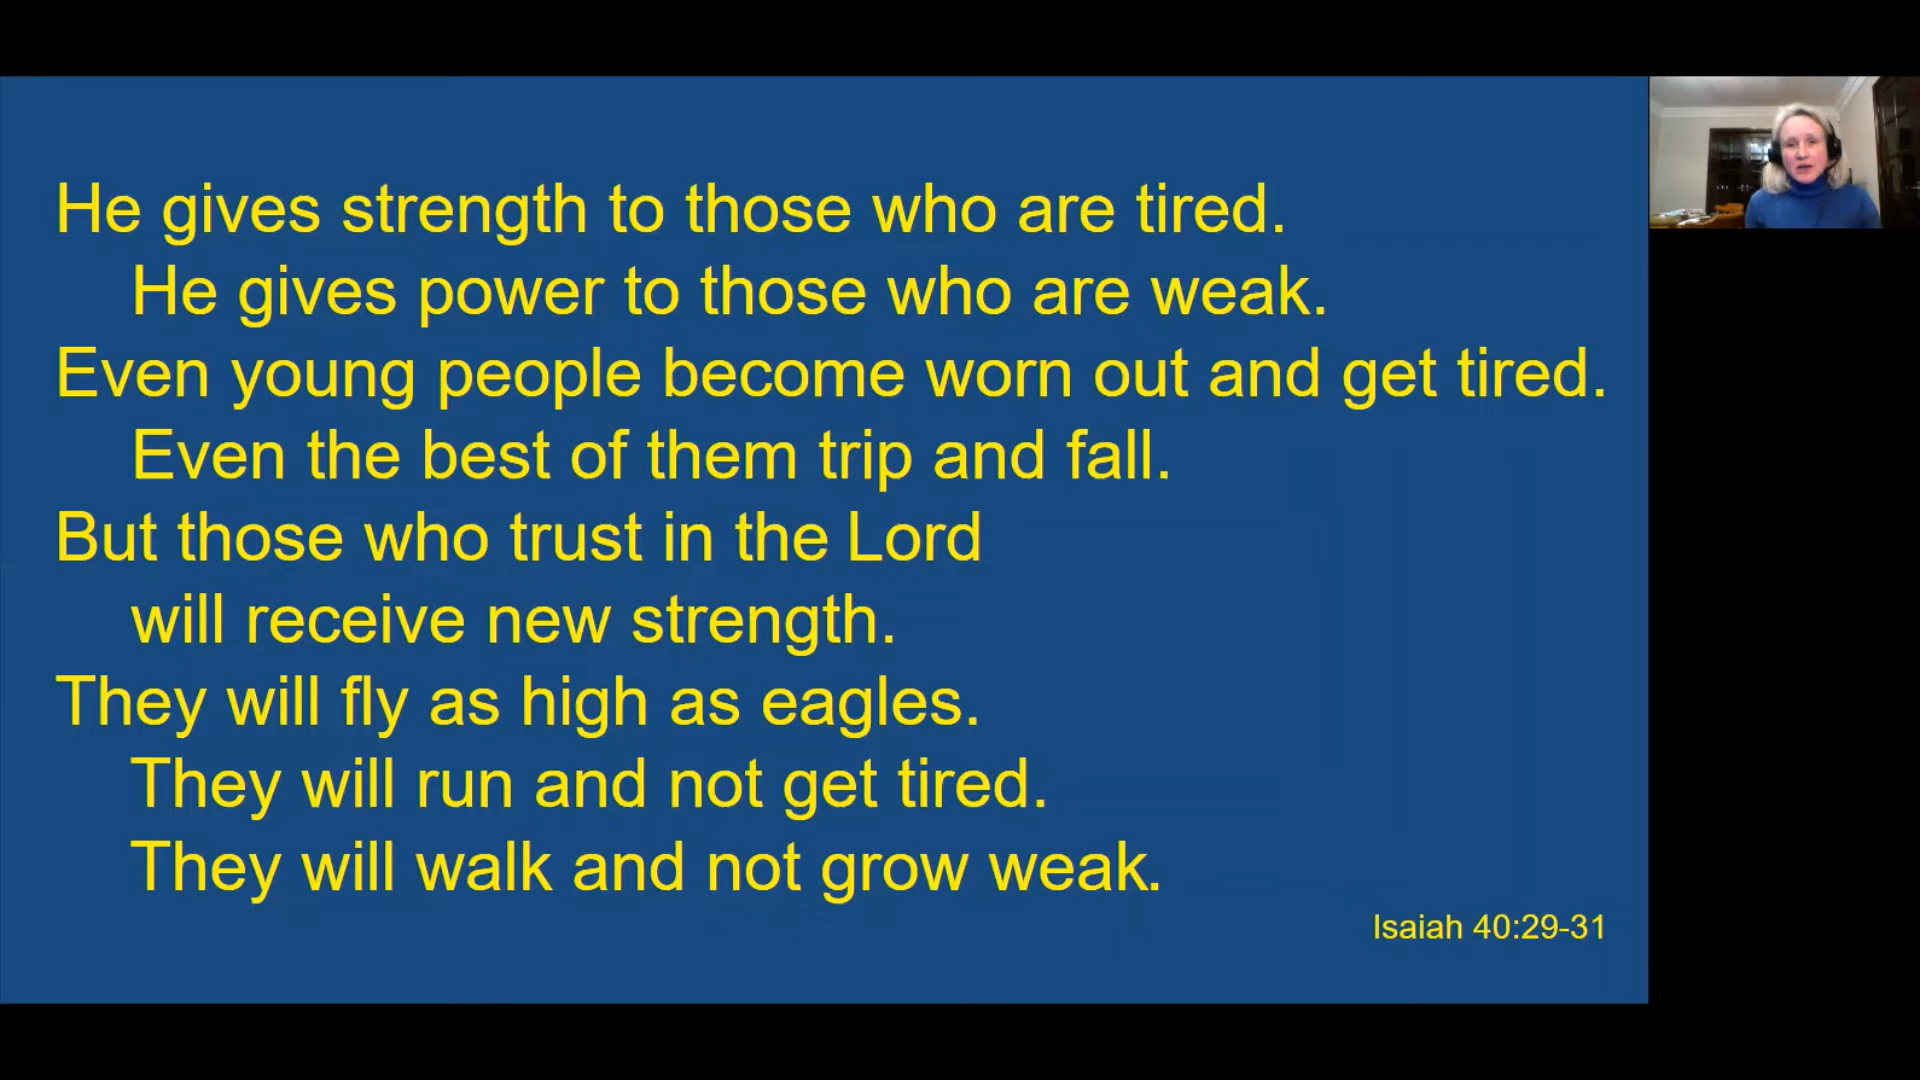 He gives strength to those who are tired.
He gives power to those who are weak.
Even young people become worn out and get tired.
Even the best of them trip and fall.
But those who trust in the Lord
will receive new strength.
They will fly as high as eagles.
They will run and not get tired.
They will walk and not grow weak.
Isaiah 40:29-31